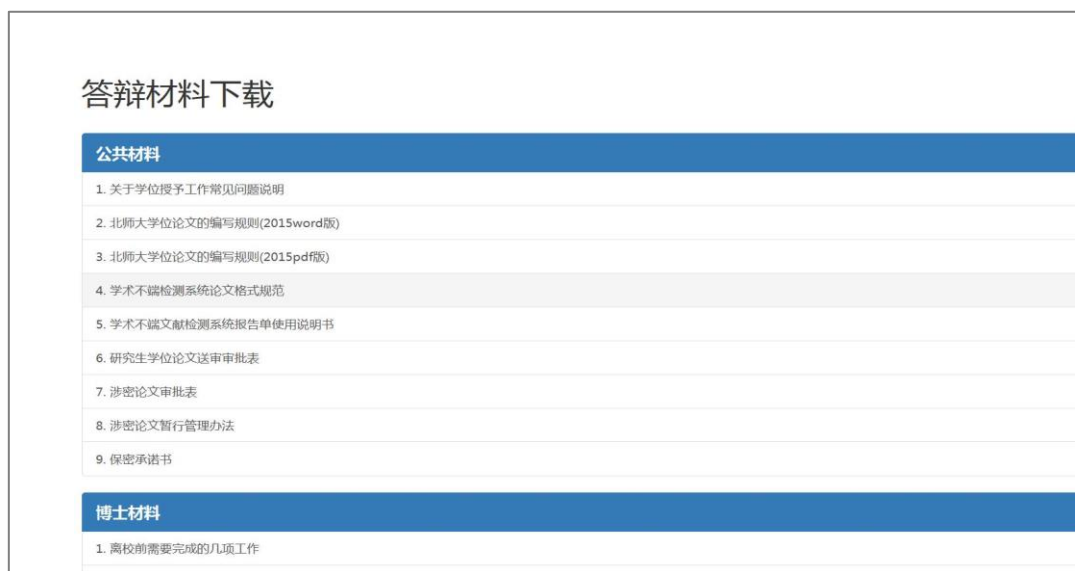 答辩材料下载
公共材料
1. 关于学位授予工作常见问题说明
2. 北师大学位论文的编写规则(2015word版)
3. 北师大学位论文的编写规则(2015pdf版)
4. 学术不端检测系统论文格式规范
5. 学术不端文献检测系统报告单使用说明书
6. 研究生学位论文送审审批表
7. 涉密论文审批表
8. 涉密论文暂行管理办法
9. 保密承诺书
博士材料
1. 离校前需要完成的几项工作